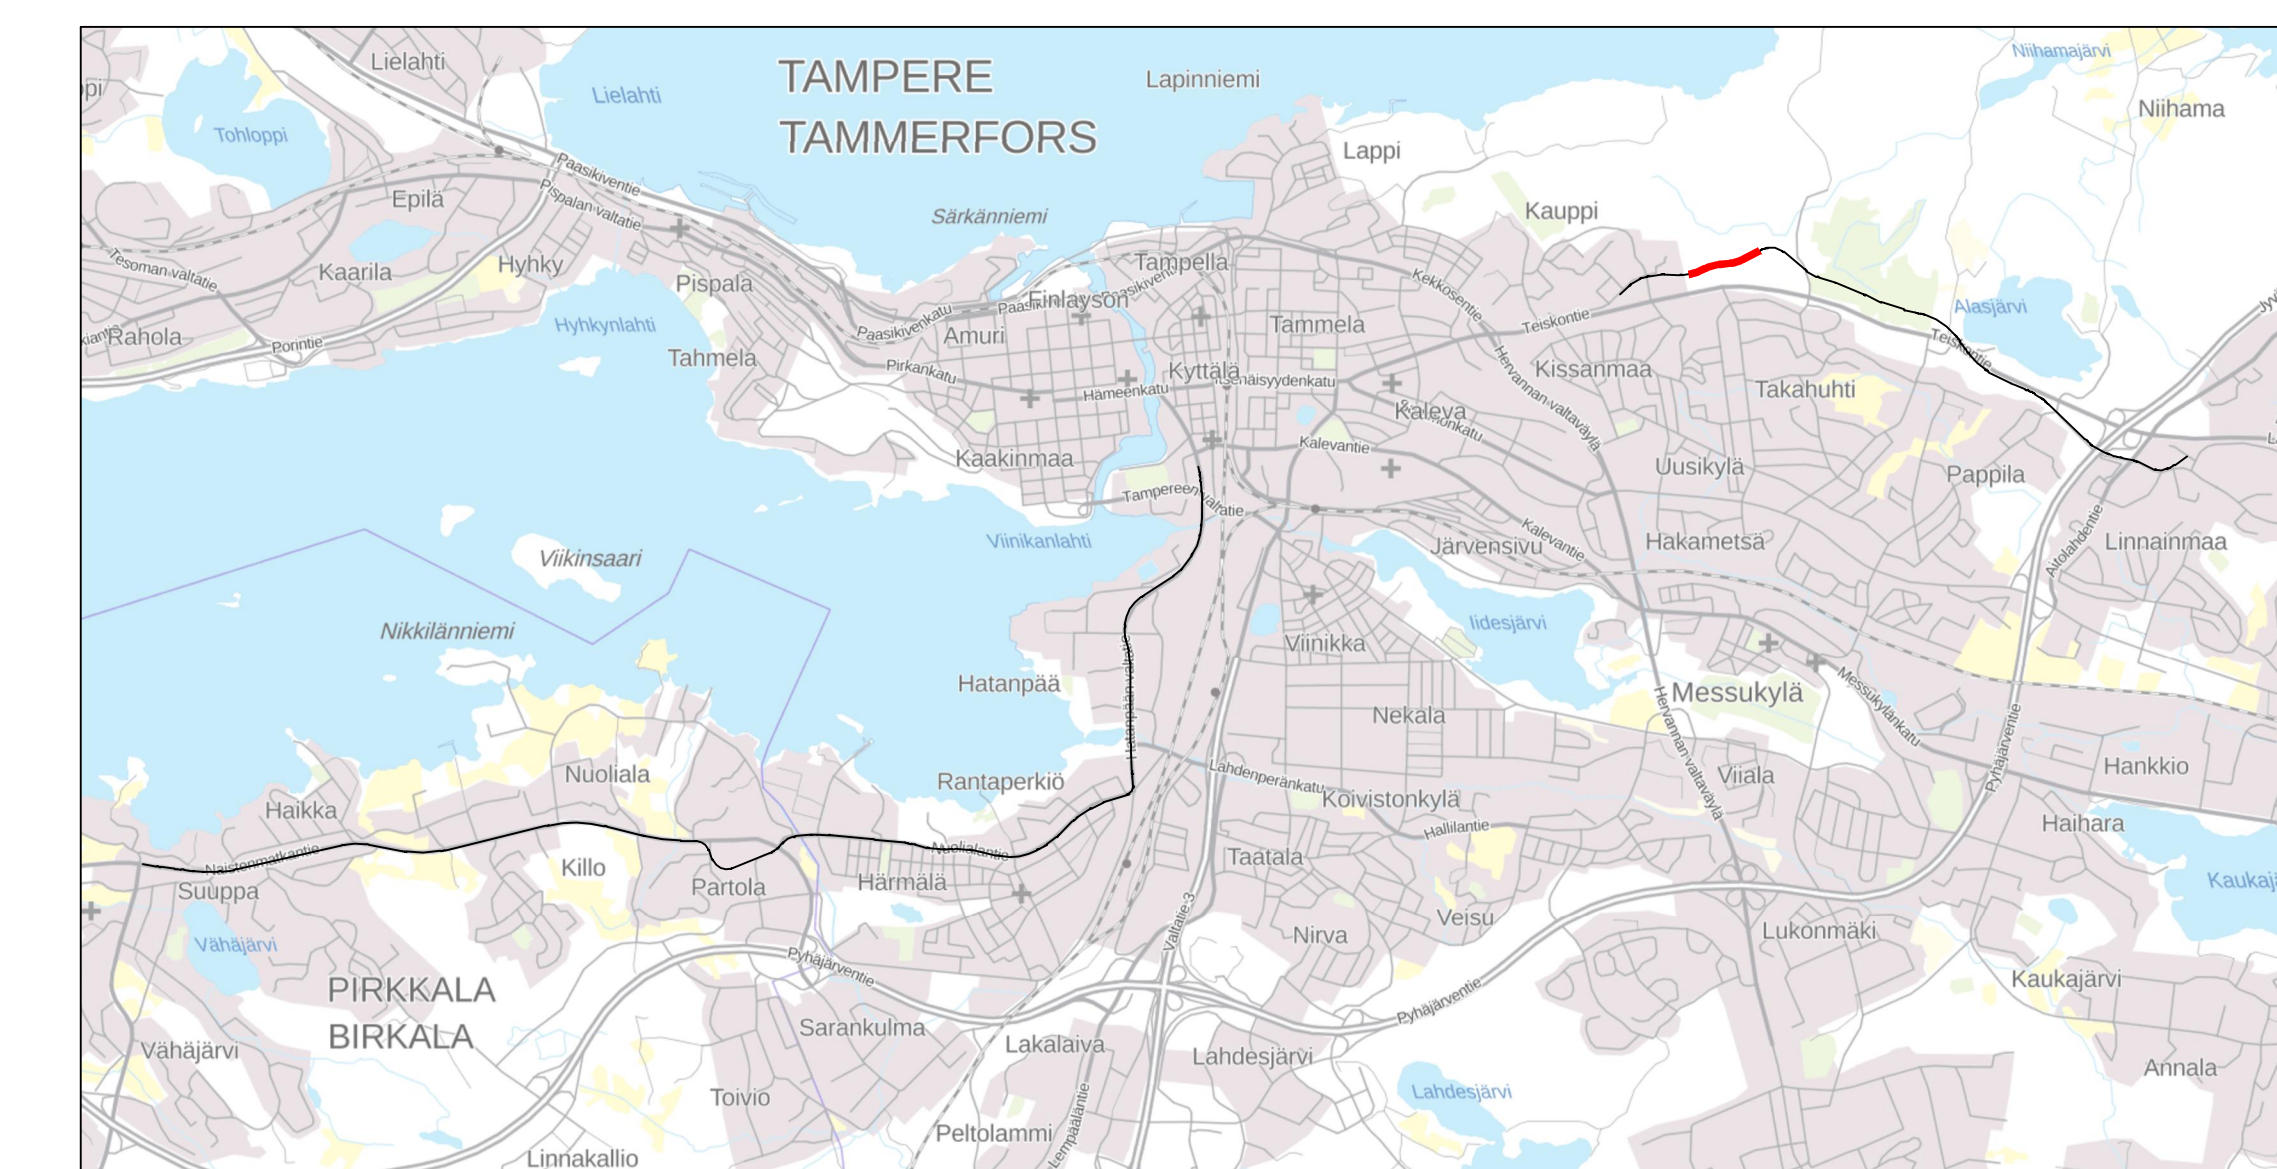 Lielahti
TAMPERE
Lapinniemi
Niihamajärvi
Lielahti
Niihama
Tohloppi
TAMMERFORS
Lappi
Paasikiventie
Epilä
Pispalan valtatie
Särkänniemi
Kauppi
Tesoman valtatie
Kaarila
Hyhky
Pispala
Tampella
Kekkosentie
Finlayson
Alasjärvi
Rahola
Porintie
Hyhkynlahti
Paasikivenkatu
Amuri
Tammela
Teiskontie
Teiskontie
Tahmela
Pirkankatu
Kyttälä
Kissanmaa
Hämeenkatu
Takahuhti
Hervannan valtaväylä
Kaleva
Kalevantie
Kaakinmaa
Uusikylä
Pappila
Tampereen valtatie
Viinikanlahti
Järvensivu
Kalevantie
Hakametsä
Aitolahdentie
Linnainmaa
Viikinsaari
Nikkilänniemi
Viinikka
Iidesjärvi
Hatanpää
Hatanpään valtatie
Messukylä
Messukylänkatu
Nekala
Hervannan valtaväylä
Pyhäjärventie
Nuoliala
Rantaperkiö
Lahdenperänkatu
Viiala
Hankkio
Haikka
Koivistonkylä
Hallilantie
Haihara
Naistenmatkantie
Nuolialantie
Suuppa
Killo
Partola
Härmälä
Taatala
Vähäjärvi
Valtatie 3
Nirva
Veisu
Lukonmäki
Pyhäjärventie
PIRKKALA
BIRKALA
Pyhäjärventie
Kaukajärvi
Sarankulma
Vähäjärvi
Lakalaiva
Lahdesjärvi
Annala
Toivio
Lahdesjärvi
Peltolammi
Lempääläntie
Linnakallio